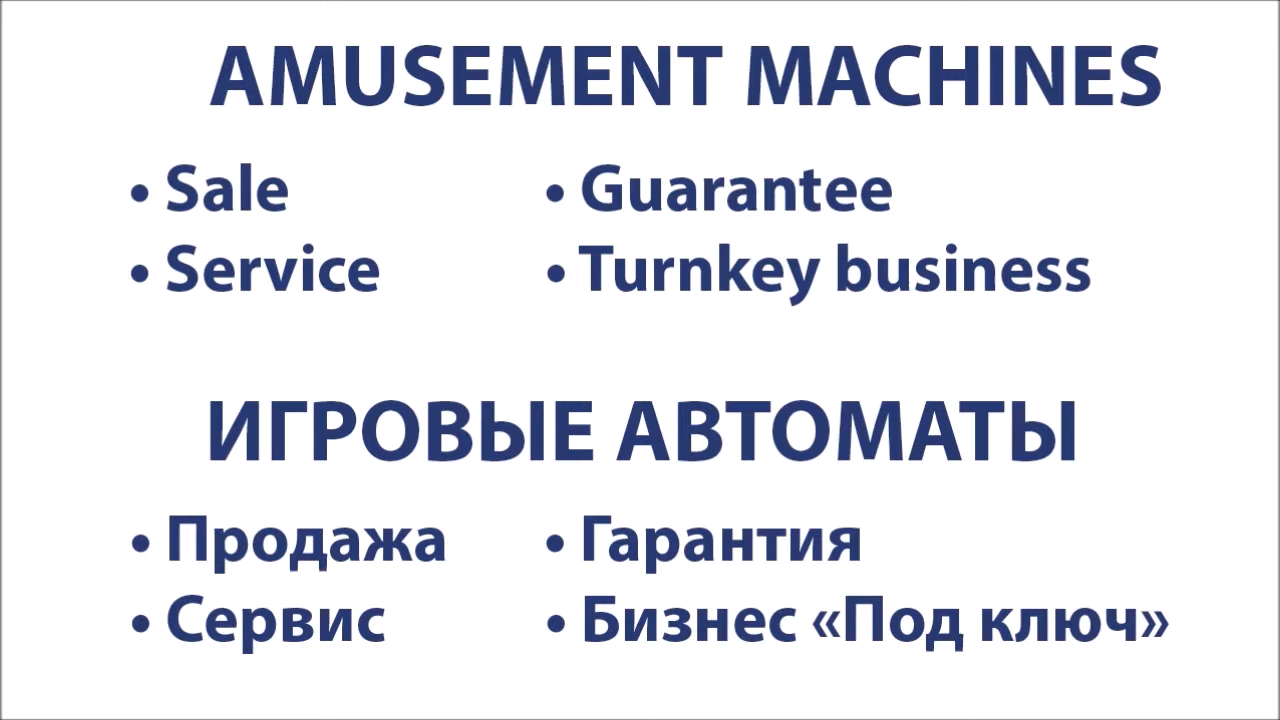 AMUSEMENT MACHINES
• Sale • Guarantee
• Service • Turnkey business
ИГРОВЫЕ АВТОМАТЫ
• Продажа • Гарантия
• Сервис • Бизнес «Под ключ»